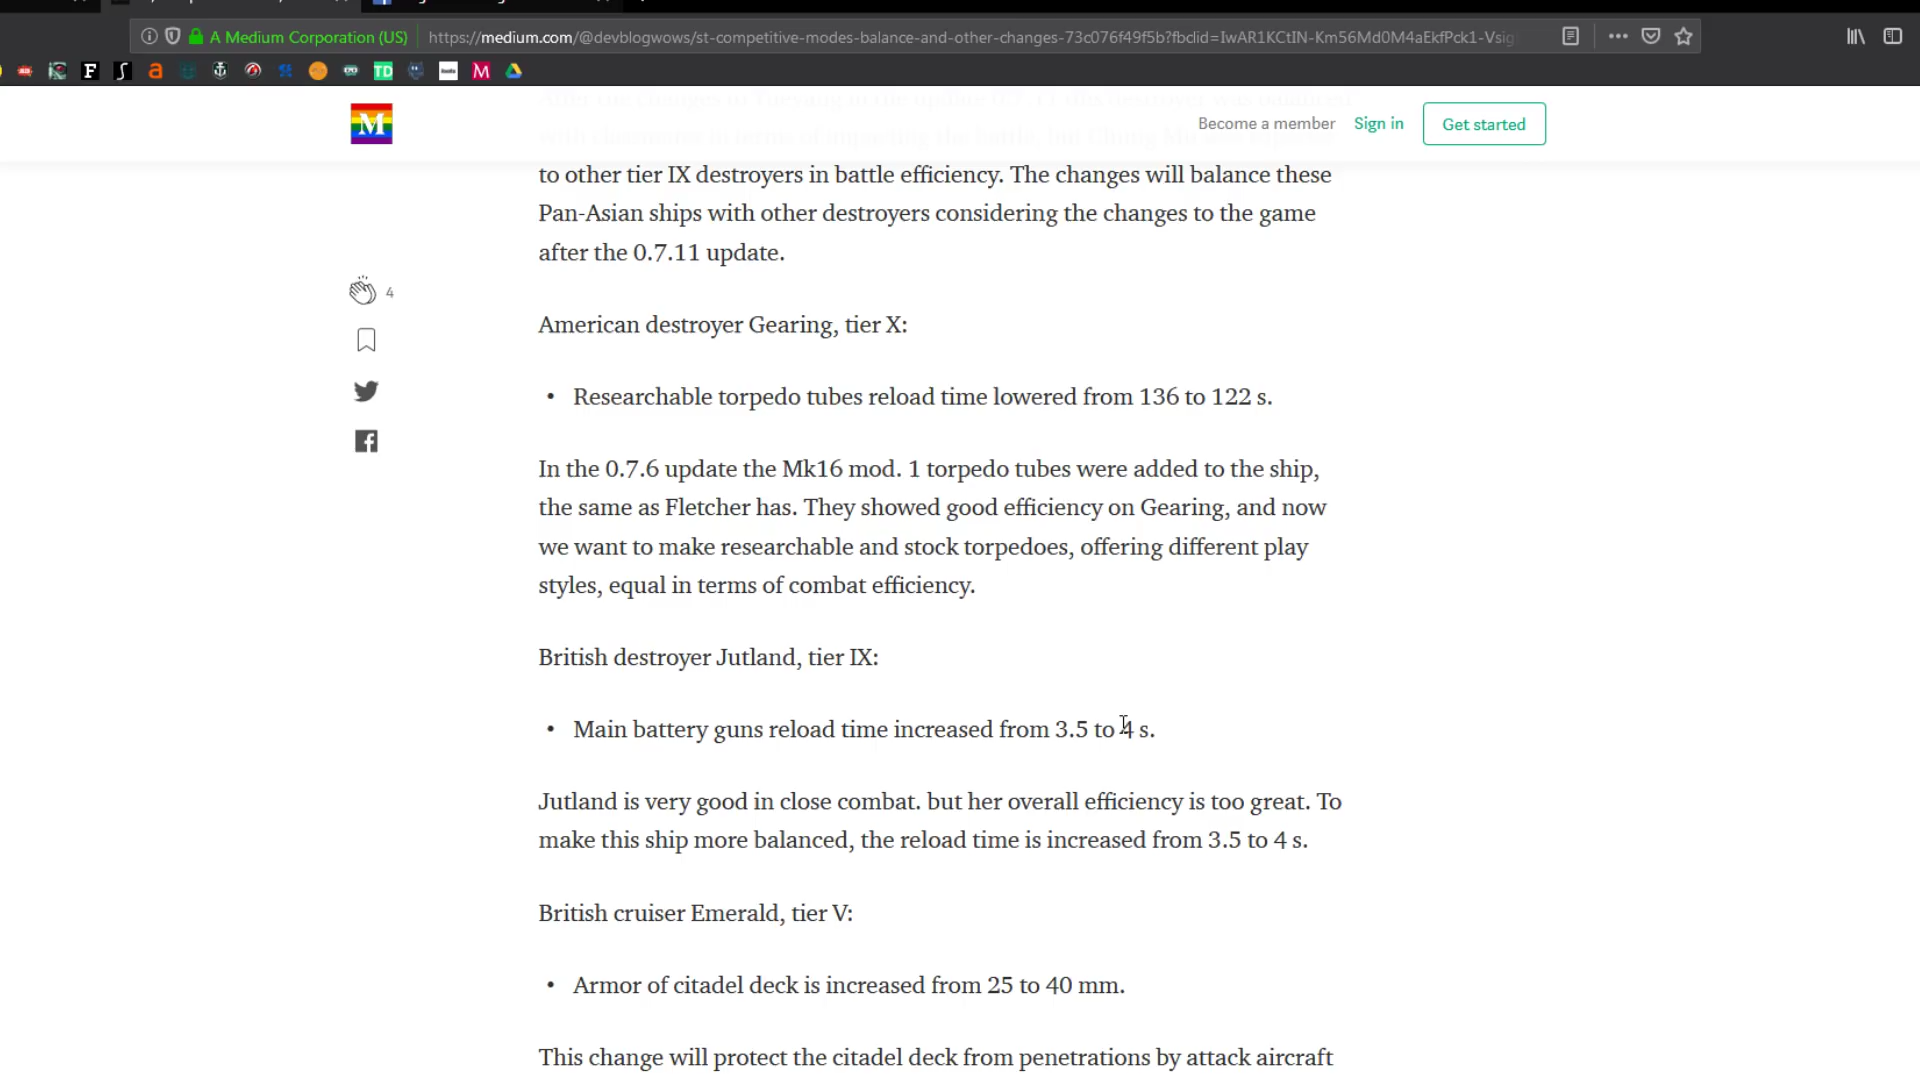 A Medium Corporation (US)
https://medium.com/@devblogwows/st-competitive-modes-balance-and-other-changes-73c076f49f5b?fbclid=IwAR1KCtIN-Km56Md0M4aEkfPck1-Vsig
F
a
TD
M
M
Become a member
Sign in
Get started
to other tier IX destroyers in battle efficiency. The changes will balance these
Pan-Asian ships with other destroyers considering the changes to the game
after the 0.7.11 update.
4
American destroyer Gearing, tier X:
• Researchable torpedo tubes reload time lowered from 136 to 122 s.
In the 0.7.6 update the Mk16 mod. 1 torpedo tubes were added to the ship,
the same as Fletcher has. They showed good efficiency on Gearing, and now
we want to make researchable and stock torpedoes, offering different play
styles, equal in terms of combat efficiency.
British destroyer Jutland, tier IX:
• Main battery guns reload time increased from 3.5 to 4 s.
Jutland is very good in close combat. but her overall efficiency is too great. To
make this ship more balanced, the reload time is increased from 3.5 to 4 s.
British cruiser Emerald, tier V:
• Armor of citadel deck is increased from 25 to 40 mm.
This change will protect the citadel deck from penetrations by attack aircraft